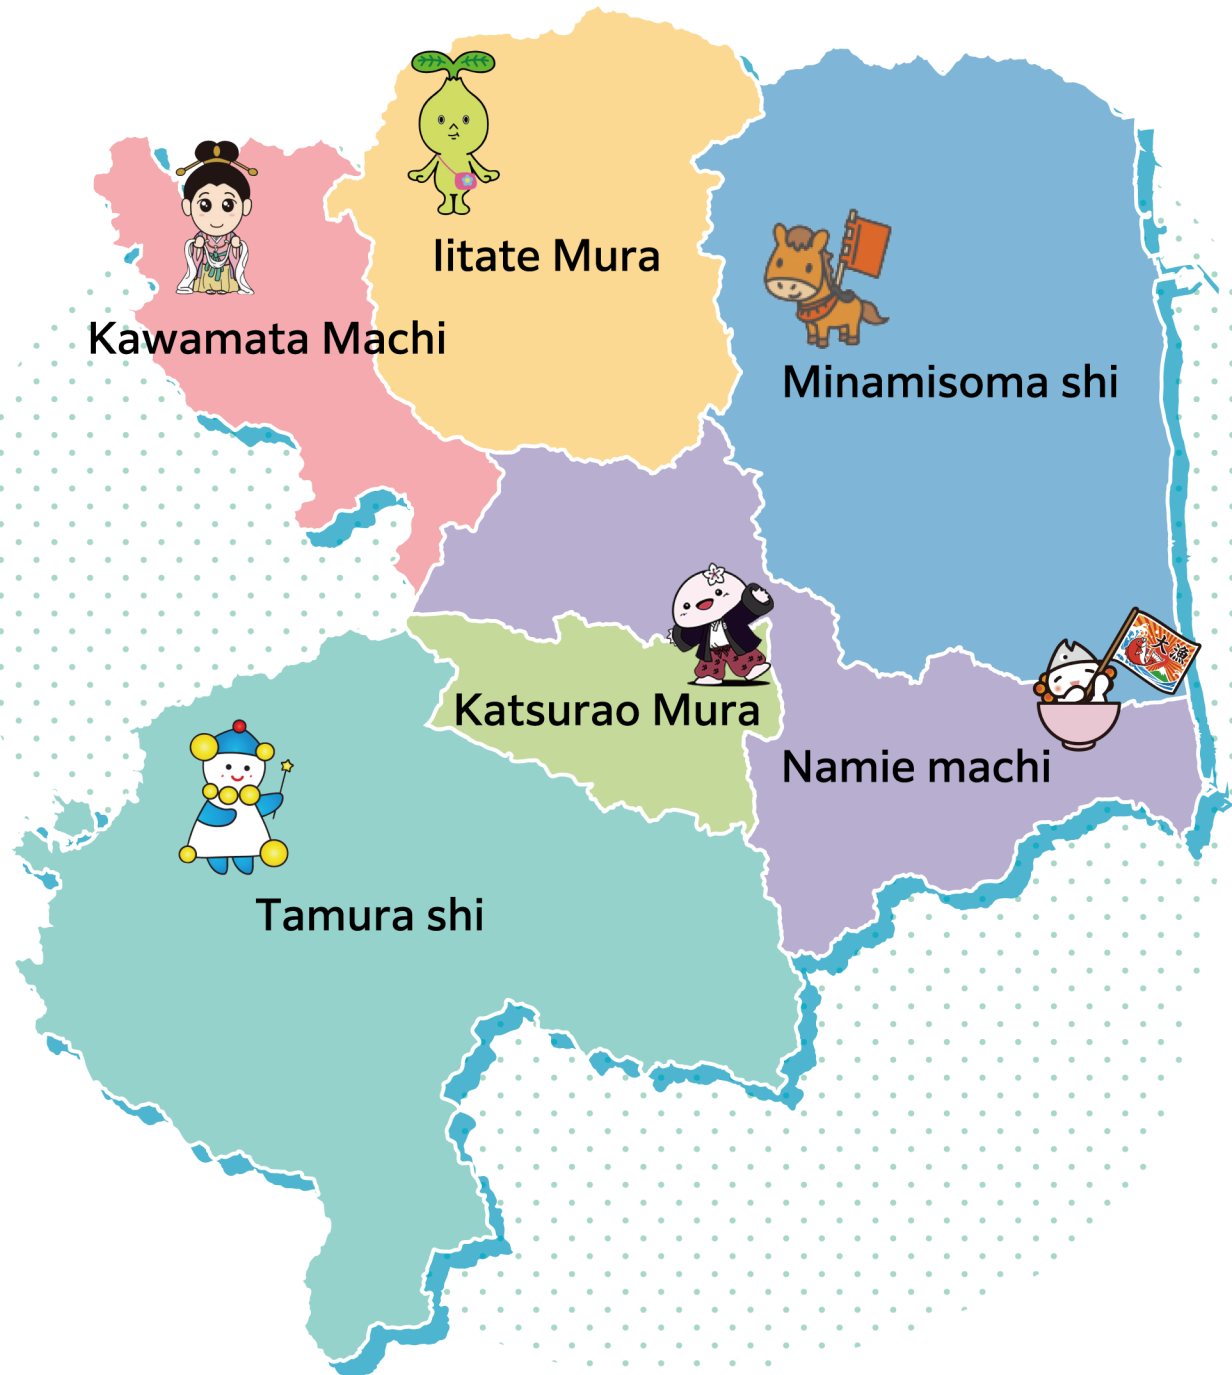 Iitate Mura
Kawamata Machi
Minamisoma shi
大漁
Katsurao Mura
Namie machi
Tamura shi